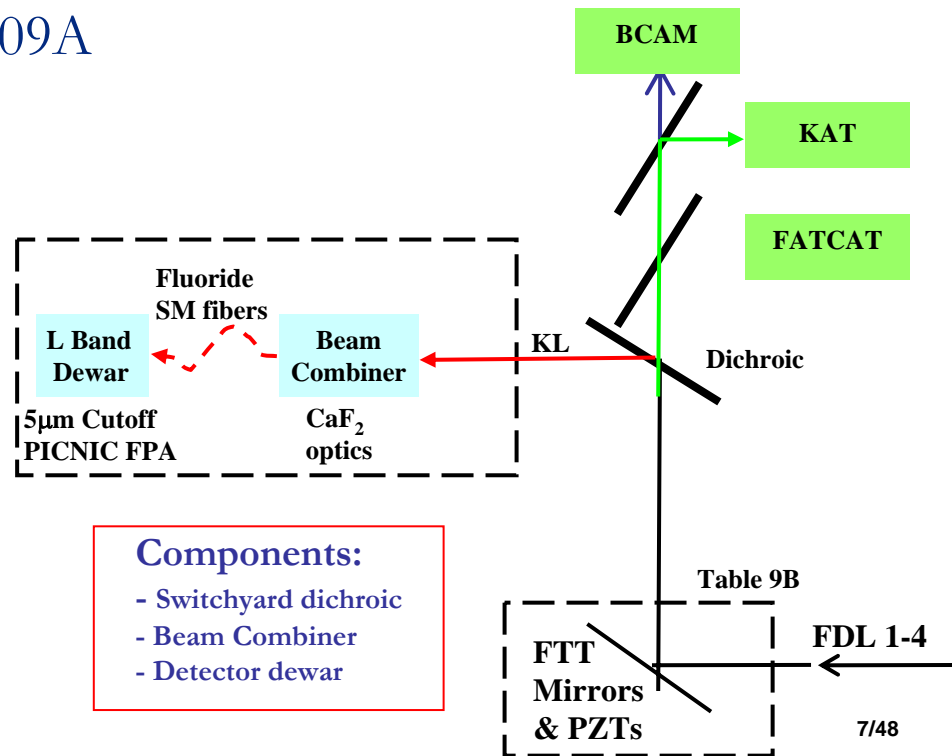 09A
BCAM
KAT
FATCAT
Fluoride
SM fibers
L Band
Dewar
Beam
Combiner
KL
Dichroic
5μm Cutoff
PICNIC FPA
CaF₂
optics
Components:
- Switchyard dichroic
- Beam Combiner
- Detector dewar
Table 9B
FDL 1-4
FTT
Mirrors
& PZTs
7/48